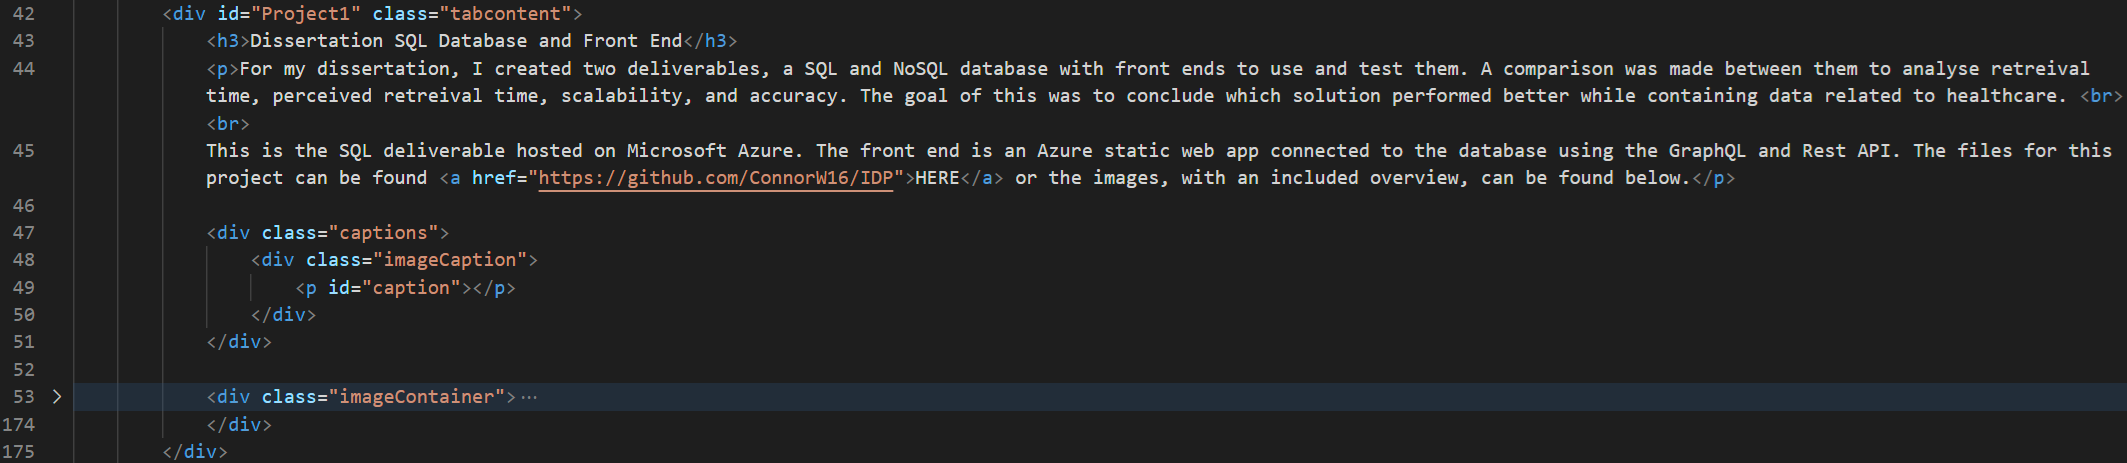 42 <div id="Project1" class="tabcontent">
43 <h3>Dissertation SQL Database and Front End</h3>
44 <p>For my dissertation, I created two deliverables, a SQL and NoSQL database with front ends to use and test them. A comparison was made between them to analyse retreival
time, perceived retreival time, scalability, and accuracy. The goal of this was to conclude which solution performed better while containing data related to healthcare. <br>
<br>
45 This is the SQL deliverable hosted on Microsoft Azure. The front end is an Azure static web app connected to the database using the GraphQL and Rest API. The files for this
project can be found <a href="https://github.com/ConnorW16/IDP">HERE</a> or the images, with an included overview, can be found below.</p>
46
47 <div class="captions">
48 <div class="imageCaption">
49 <p id="caption"></p>
50 </div>
51 </div>
52
53 <div class="imageContainer">⋯
174 </div>
175 </div>